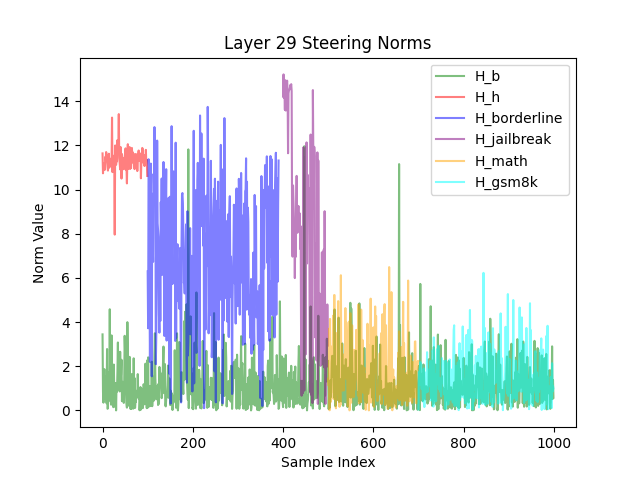 Layer 29 Steering Norms
H_b
H_h
H_borderline
H_jailbreak
H_math
H_gsm8k
Norm Value
14
12
10
8
6
4
2
0
0 200 400 600 800 1000
Sample Index